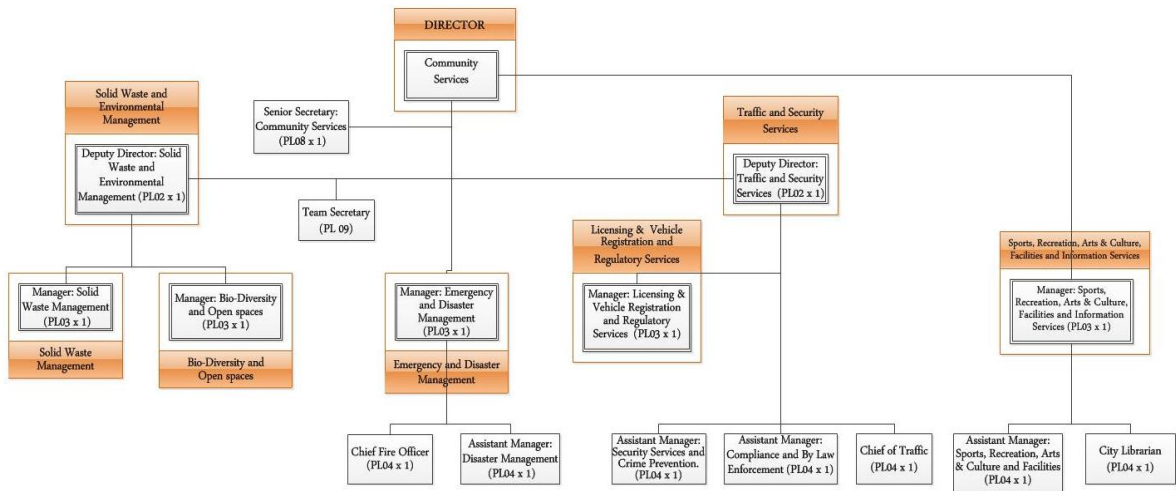 DIRECTOR
Community
Services
Solid Waste and
Environmental
Management
Deputy Director: Solid
Waste and
Environmental
Management (PL02 x 1)
Senior Secretary:
Community Services
(PL08 x 1)
Traffic and Security
Services
Deputy Director:
Traffic and Security
Services (PL02 x 1)
Team Secretary
(PL 09)
Manager: Solid
Waste Management
(PL03 x 1)
Solid Waste
Management
Manager: Bio-Diversity
and Open spaces
(PL03 x 1)
Bio-Diversity and
Open spaces
Manager: Emergency
and Disaster
Management
(PL03 x 1)
Emergency and Disaster
Management
Licensing & Vehicle
Registration and
Regulatory Services
Manager: Licensing &
Vehicle Registration
and Regulatory
Services (PL03 x 1)
Sports, Recreation, Arts & Culture,
Facilities and Information Services
Manager: Sports,
Recreation, Arts & Culture,
Facilities and Information
Services (PL03 x 1)
Chief Fire Officer
(PL04 x 1)
Assistant Manager:
Disaster Management
(PL04 x 1)
Assistant Manager:
Security Services and
Crime Prevention.
(PL04 x 1)
Assistant Manager:
Compliance and By Law
Enforcement (PL04 x 1)
Chief of Traffic
(PL04 x 1)
Assistant Manager:
Sports, Recreation, Arts
& Culture and Facilities
(PL04 x 1)
City Librarian
(PL04 x 1)